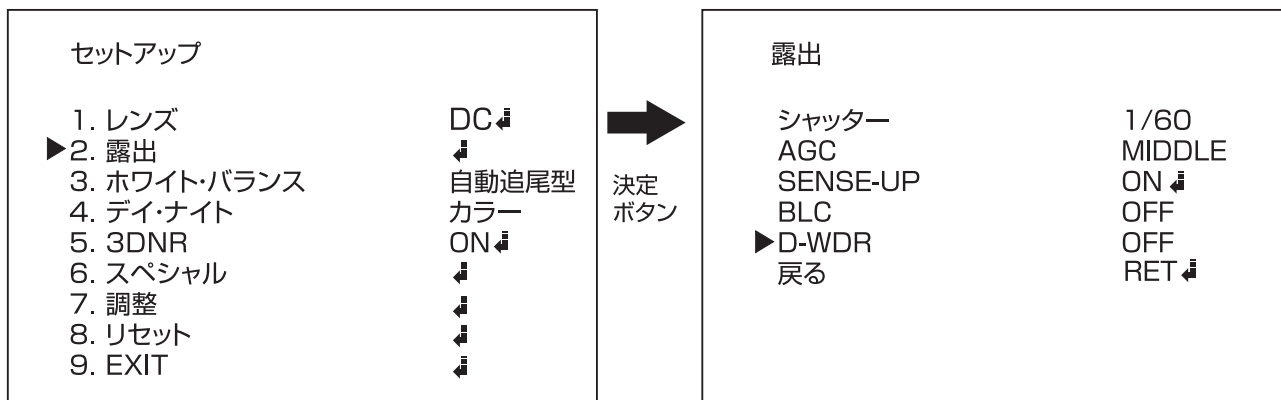 セットアップ
1. レンズ DC↲
▶2. 露出 ↲
3. ホワイト・バランス 自動追尾型
4. デイ・ナイト カラー
5. 3DNR ON↲
6. スペシャル ↲
7. 調整 ↲
8. リセット ↲
9. EXIT ↲
決定
ボタン
露出
シャッター 1/60
AGC MIDDLE
SENSE-UP ON↲
BLC OFF
▶D-WDR OFF
戻る RET↲